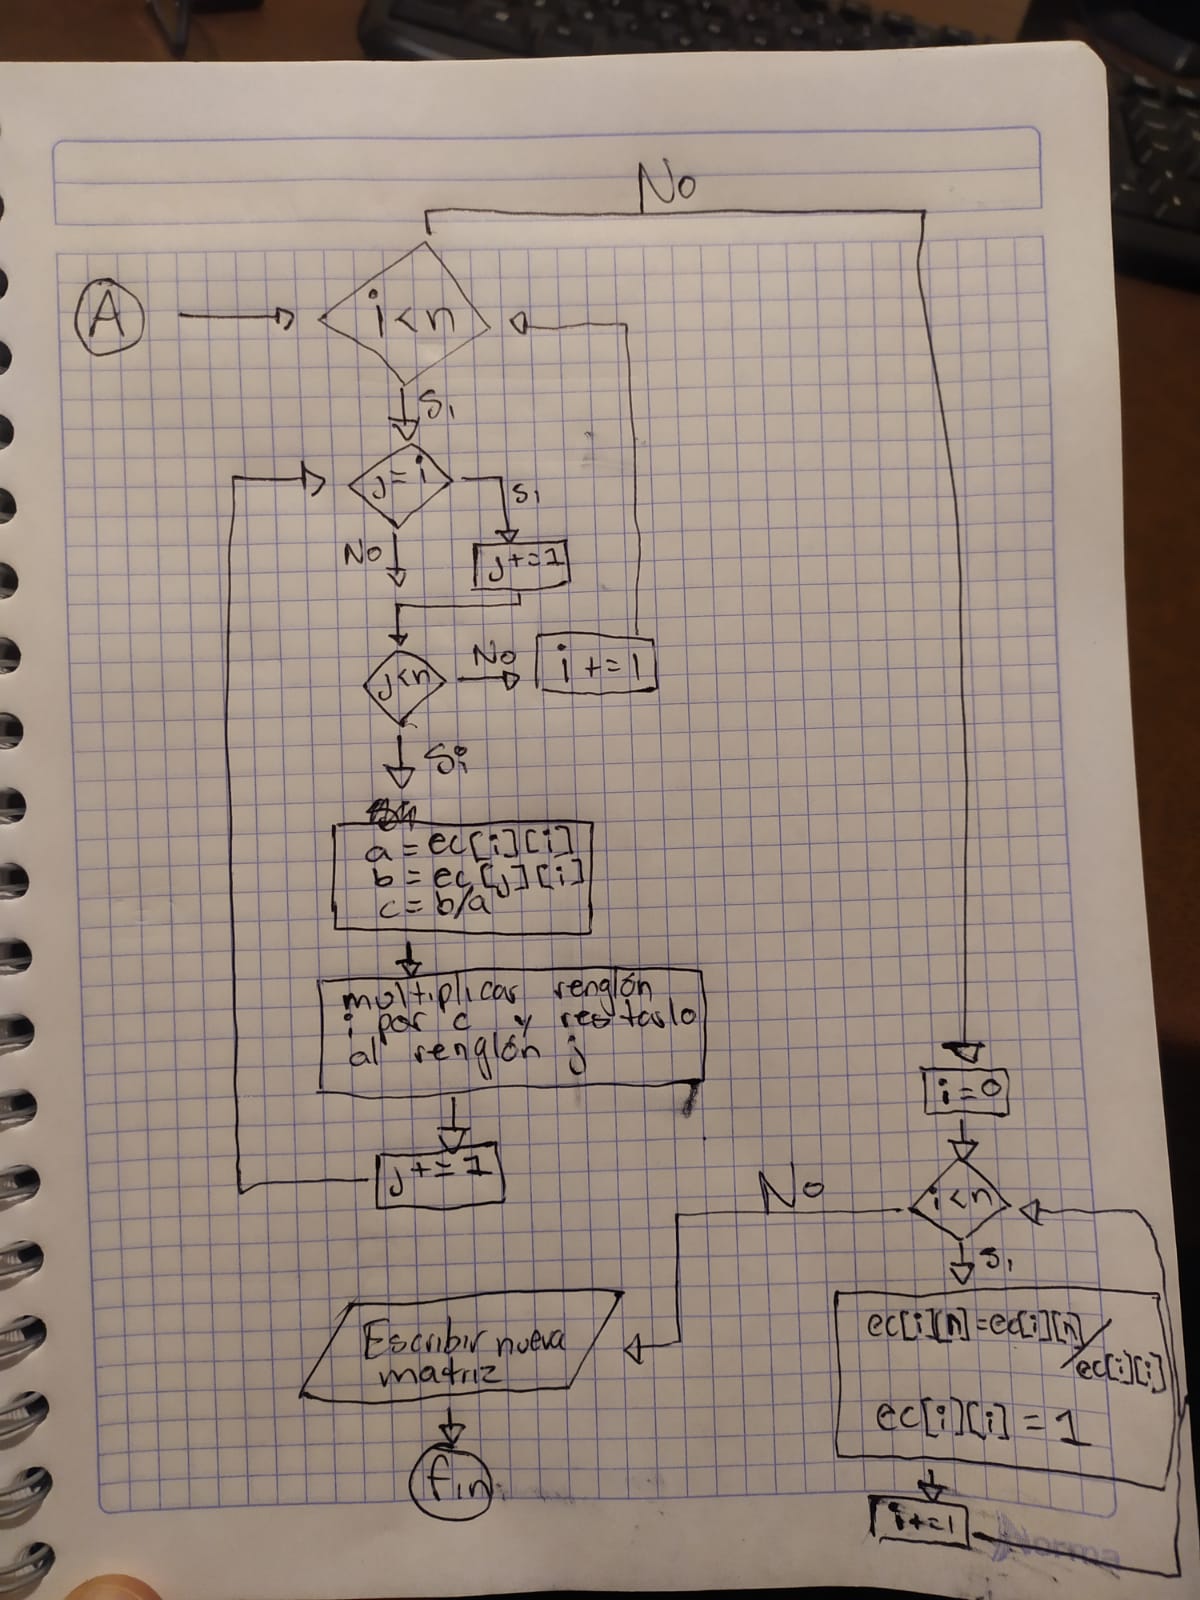 No
A
i<n
Si
j=i
Si
No
j+=1
j<n
No
i+=1
Si
a=ec[i][i]
b=ec[j][i]
c=b/a
multiplicar renglón
i por c y restarlo
al renglón j
j+=1
i=0
i<n
No
Si
ec[i][n]=ec[i][n]/
ec[i][i]
ec[i][i]=1
i+=1
Escribir nueva
matriz
fin
Norma